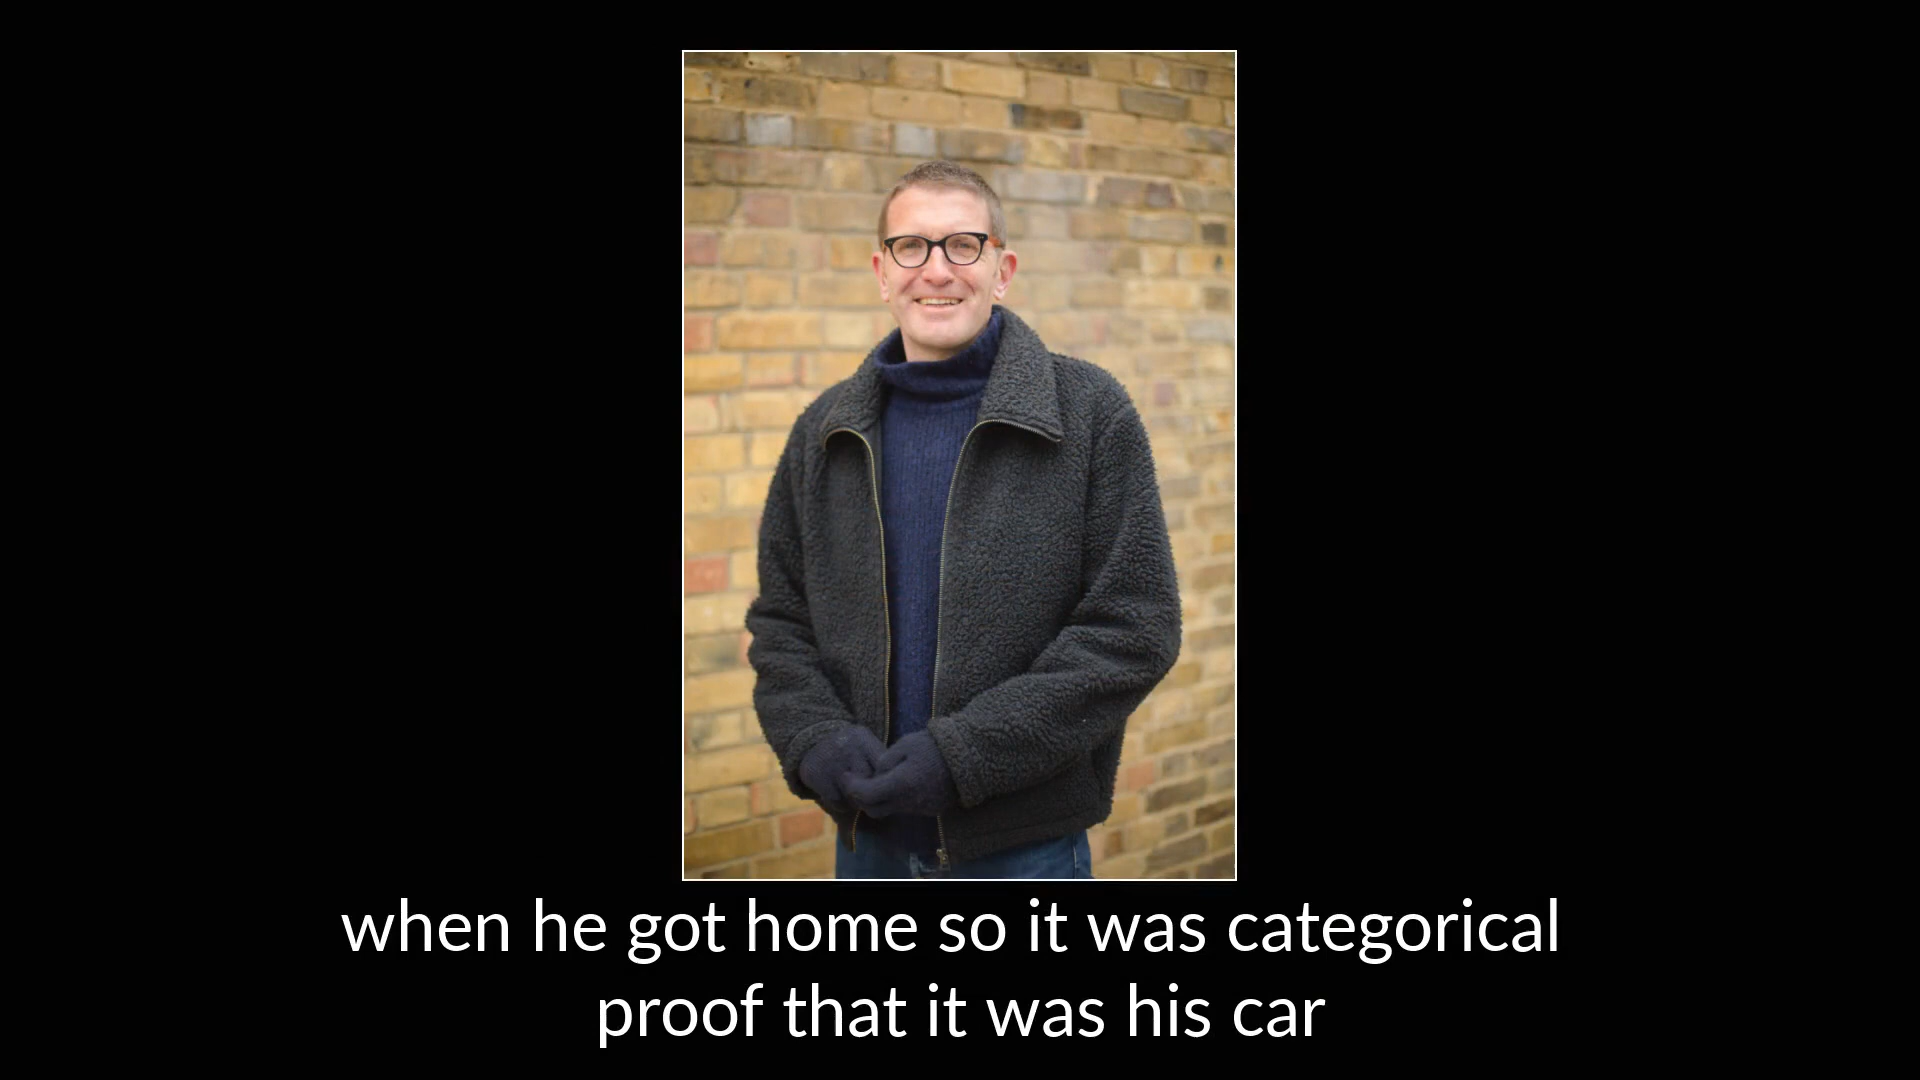 when he got home so it was categorical
proof that it was his car